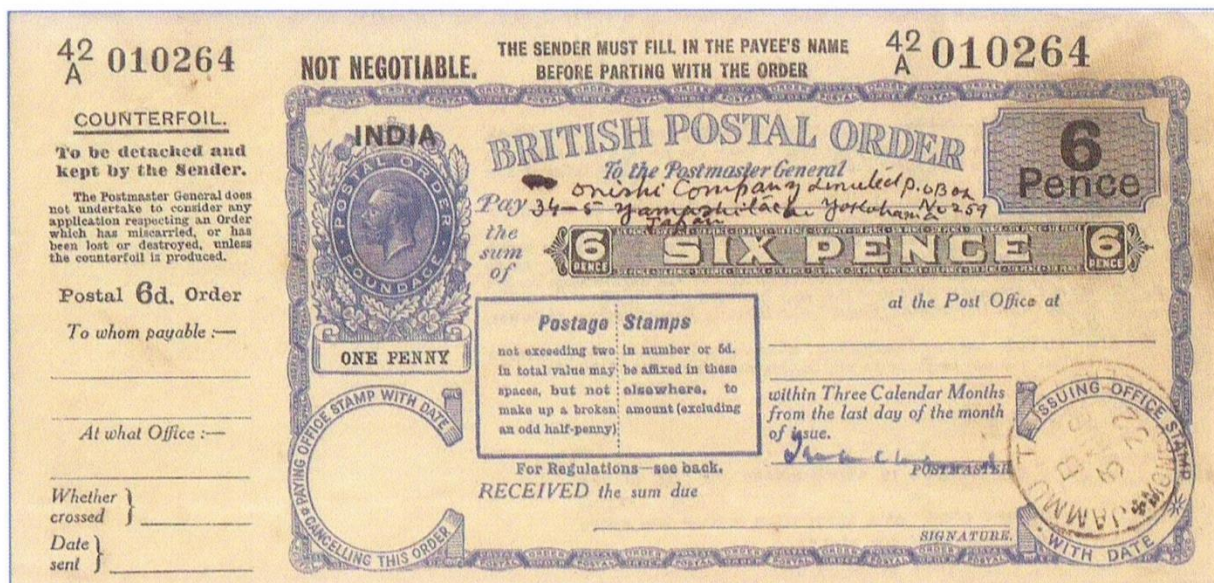 42/A 010264
COUNTERFOIL.
To be detached and
kept by the Sender.
The Postmaster General does
not undertake to consider any
application respecting an Order
which has miscarried, or has
been lost or destroyed, unless
the counterfoil is produced.
Postal 6d. Order
To whom payable :—
At what Office :—
Whether
crossed }
Date
sent }
NOT NEGOTIABLE.
THE SENDER MUST FILL IN THE PAYEE'S NAME
BEFORE PARTING WITH THE ORDER
42/A 010264
INDIA
POSTAL ORDER
POUNDAGE
ONE PENNY
BRITISH POSTAL ORDER
6
Pence
To the Postmaster General
Onishi Company Limited P.O Box
Pay 34-5 Yokohama No 259
Japan
the
sum
of
6 PENCE SIX PENCE 6 PENCE
at the Post Office at
Postage Stamps
not exceeding two in number or 5d.
in total value may be affixed in these
spaces, but not elsewhere, to
make up a broken amount (excluding
an odd half-penny)
within Three Calendar Months
from the last day of the month
of issue.
POSTMASTER
For Regulations—see back.
RECEIVED the sum due
SIGNATURE.
PAYING OFFICE STAMP WITH DATE
CANCELLING THIS ORDER
ISSUING OFFICE STAMP
WITH DATE
JAMMU